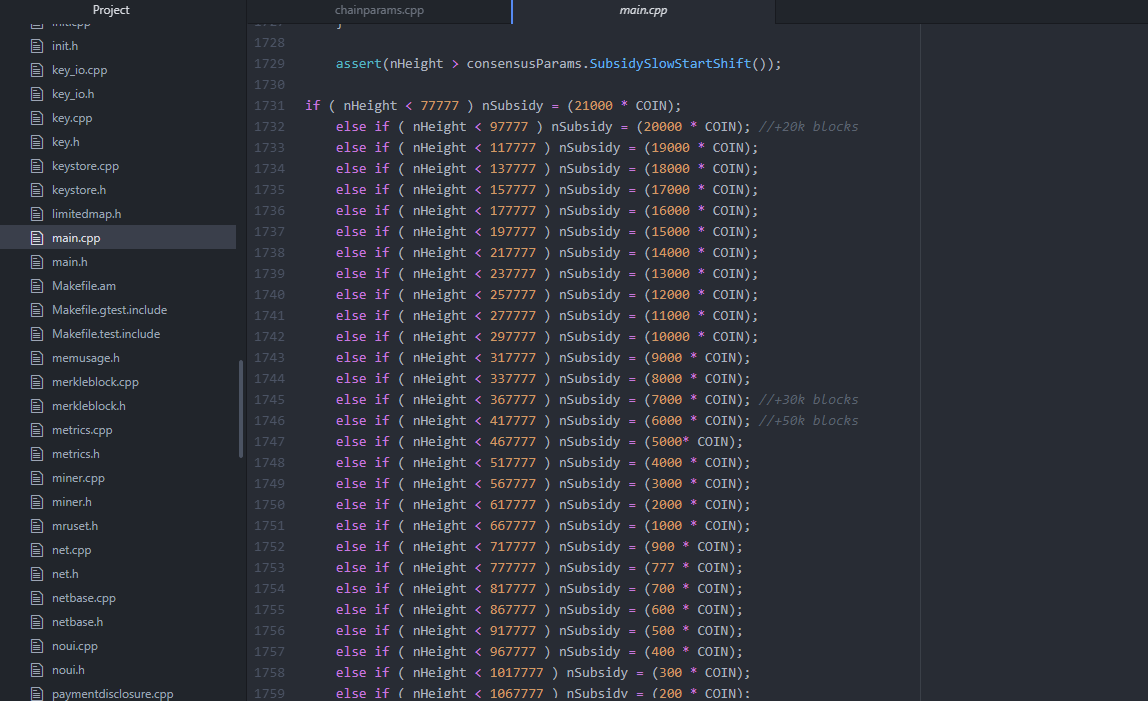 Project
chainparams.cpp
main.cpp
init.cpp
init.h
key_io.cpp
key_io.h
key.cpp
key.h
keystore.cpp
keystore.h
limitedmap.h
main.cpp
main.h
Makefile.am
Makefile.gtest.include
Makefile.test.include
memusage.h
merkleblock.cpp
merkleblock.h
metrics.cpp
metrics.h
miner.cpp
miner.h
mruset.h
net.cpp
net.h
netbase.cpp
netbase.h
noui.cpp
noui.h
paymentdisclosure.cpp
1727 }
1728
1729 assert(nHeight > consensusParams.SubsidySlowStartShift());
1730
1731 if ( nHeight < 77777 ) nSubsidy = (21000 * COIN);
1732 else if ( nHeight < 97777 ) nSubsidy = (20000 * COIN); //+20k blocks
1733 else if ( nHeight < 117777 ) nSubsidy = (19000 * COIN);
1734 else if ( nHeight < 137777 ) nSubsidy = (18000 * COIN);
1735 else if ( nHeight < 157777 ) nSubsidy = (17000 * COIN);
1736 else if ( nHeight < 177777 ) nSubsidy = (16000 * COIN);
1737 else if ( nHeight < 197777 ) nSubsidy = (15000 * COIN);
1738 else if ( nHeight < 217777 ) nSubsidy = (14000 * COIN);
1739 else if ( nHeight < 237777 ) nSubsidy = (13000 * COIN);
1740 else if ( nHeight < 257777 ) nSubsidy = (12000 * COIN);
1741 else if ( nHeight < 277777 ) nSubsidy = (11000 * COIN);
1742 else if ( nHeight < 297777 ) nSubsidy = (10000 * COIN);
1743 else if ( nHeight < 317777 ) nSubsidy = (9000 * COIN);
1744 else if ( nHeight < 337777 ) nSubsidy = (8000 * COIN);
1745 else if ( nHeight < 367777 ) nSubsidy = (7000 * COIN); //+30k blocks
1746 else if ( nHeight < 417777 ) nSubsidy = (6000 * COIN); //+50k blocks
1747 else if ( nHeight < 467777 ) nSubsidy = (5000* COIN);
1748 else if ( nHeight < 517777 ) nSubsidy = (4000 * COIN);
1749 else if ( nHeight < 567777 ) nSubsidy = (3000 * COIN);
1750 else if ( nHeight < 617777 ) nSubsidy = (2000 * COIN);
1751 else if ( nHeight < 667777 ) nSubsidy = (1000 * COIN);
1752 else if ( nHeight < 717777 ) nSubsidy = (900 * COIN);
1753 else if ( nHeight < 777777 ) nSubsidy = (777 * COIN);
1754 else if ( nHeight < 817777 ) nSubsidy = (700 * COIN);
1755 else if ( nHeight < 867777 ) nSubsidy = (600 * COIN);
1756 else if ( nHeight < 917777 ) nSubsidy = (500 * COIN);
1757 else if ( nHeight < 967777 ) nSubsidy = (400 * COIN);
1758 else if ( nHeight < 1017777 ) nSubsidy = (300 * COIN);
1759 else if ( nHeight < 1067777 ) nSubsidy = (200 * COIN);